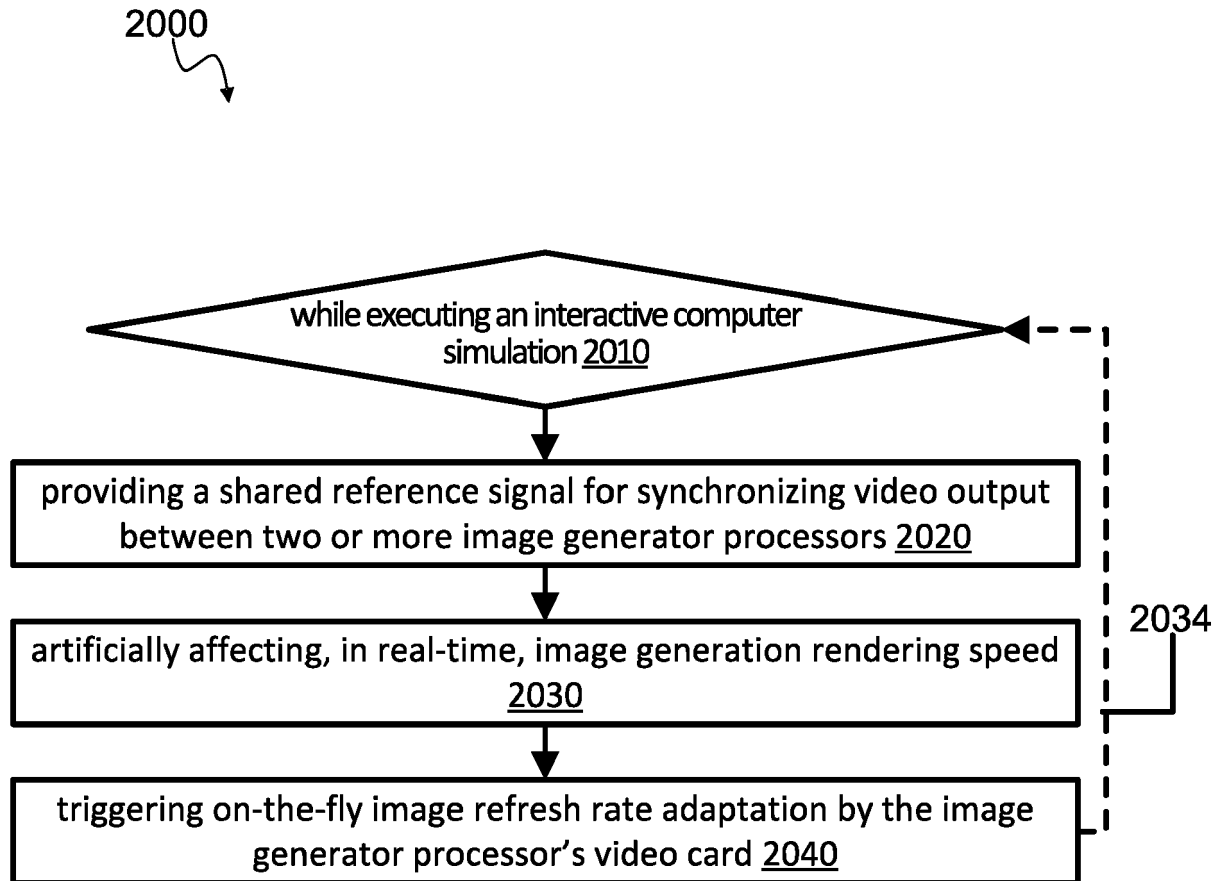 2000
while executing an interactive computer
simulation 2010
providing a shared reference signal for synchronizing video output
between two or more image generator processors 2020
artificially affecting, in real-time, image generation rendering speed
2030
2034
triggering on-the-fly image refresh rate adaptation by the image
generator processor’s video card 2040